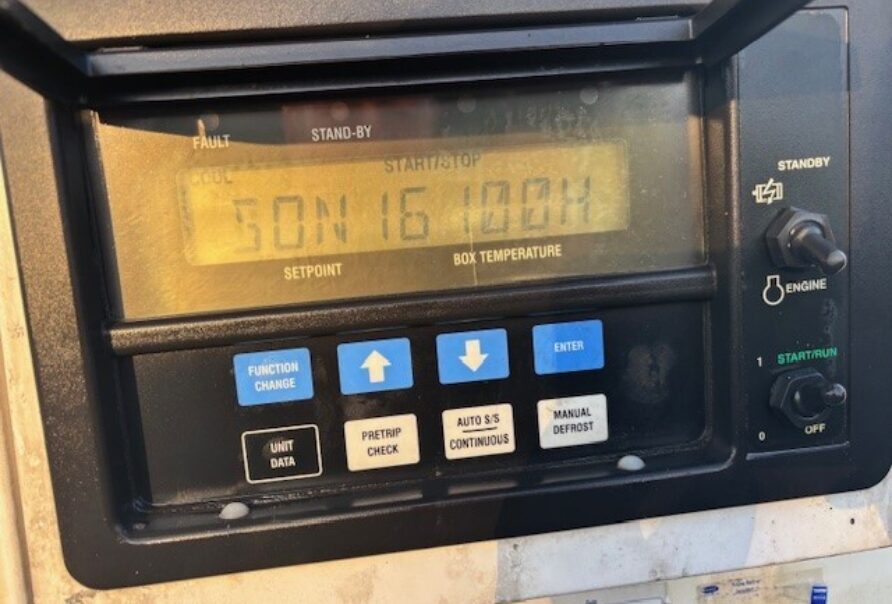 FAULT
STAND-BY
START/STOP
COOL
SON 16 100H
SETPOINT
BOX TEMPERATURE
FUNCTION
CHANGE
ENTER
UNIT
DATA
PRETRIP
CHECK
AUTO S/S
CONTINUOUS
MANUAL
DEFROST
STANDBY
ENGINE
1 START/RUN
0 OFF